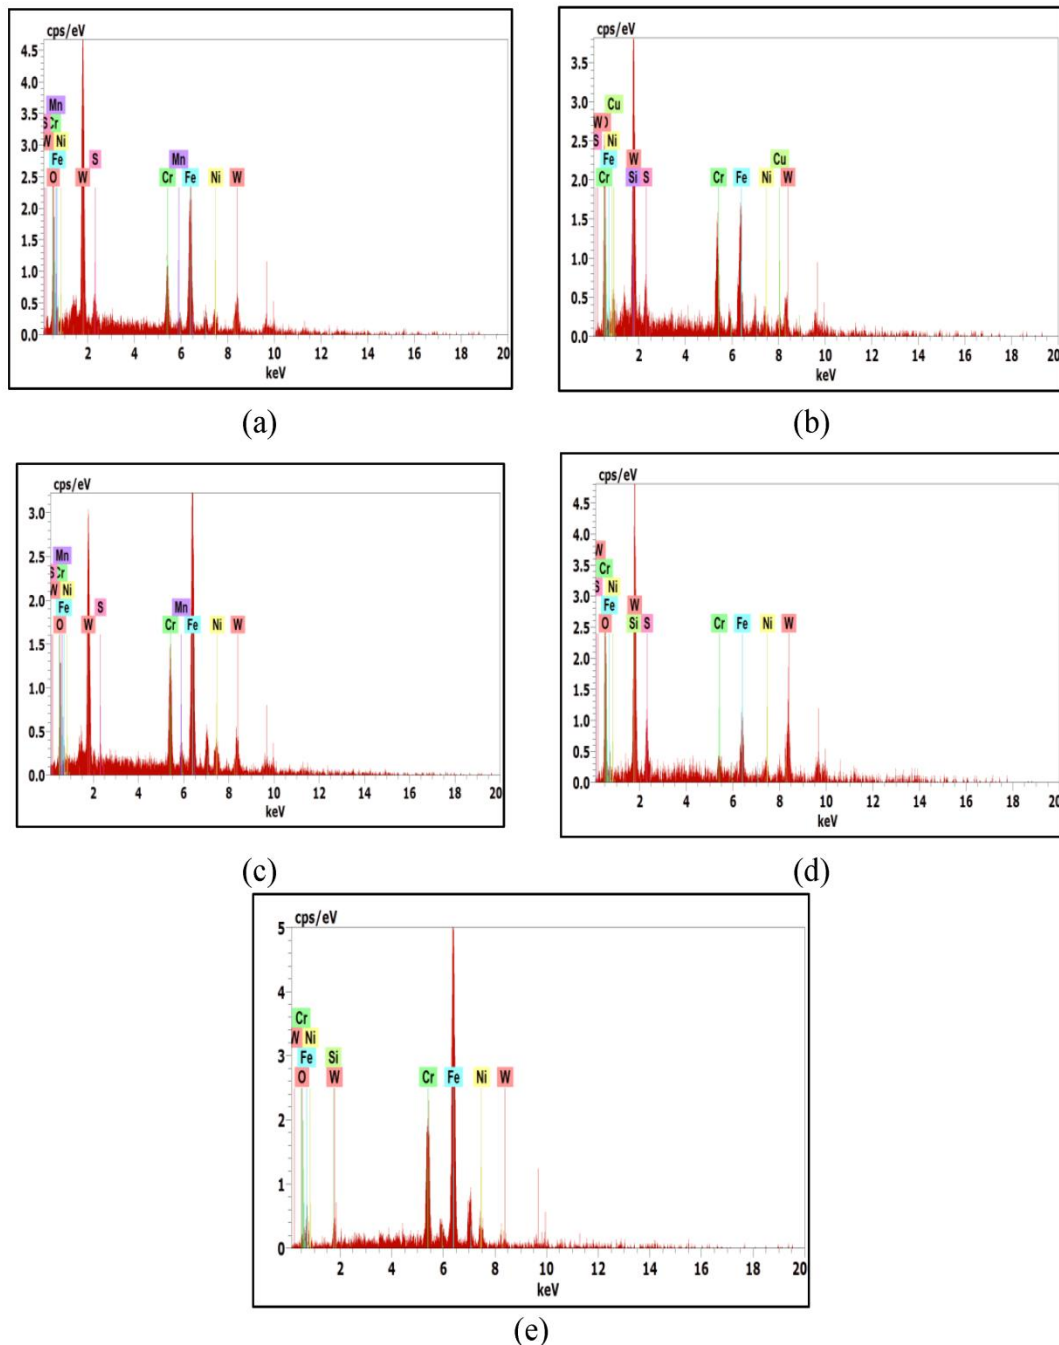 cps/eV
4.5
4.0
3.5
3.0
2.5
2.0
1.5
1.0
0.5
0.0
Mn
S Cr
W Ni
Fe S Mn
O W Cr Fe Ni W
2 4 6 8 10 12 14 16 18 20
keV
(a)
cps/eV
3.5
3.0
2.5
2.0
1.5
1.0
0.5
0.0
Cu
W O
S Ni
Fe W Cu
Cr Si S Cr Fe Ni W
2 4 6 8 10 12 14 16 18 20
keV
(b)
cps/eV
3.0
2.5
2.0
1.5
1.0
0.5
0.0
Mn
S Cr
W Ni
Fe S Mn
O W Cr Fe Ni W
2 4 6 8 10 12 14 16 18 20
keV
(c)
cps/eV
4.5
4.0
3.5
3.0
2.5
2.0
1.5
1.0
0.5
0.0
W
Cr
S Ni
Fe W
O Si S Cr Fe Ni W
2 4 6 8 10 12 14 16 18 20
keV
(d)
cps/eV
5
4
3
2
1
0
Cr
W Ni
Fe Si
O W Cr Fe Ni W
2 4 6 8 10 12 14 16 18 20
keV
(e)